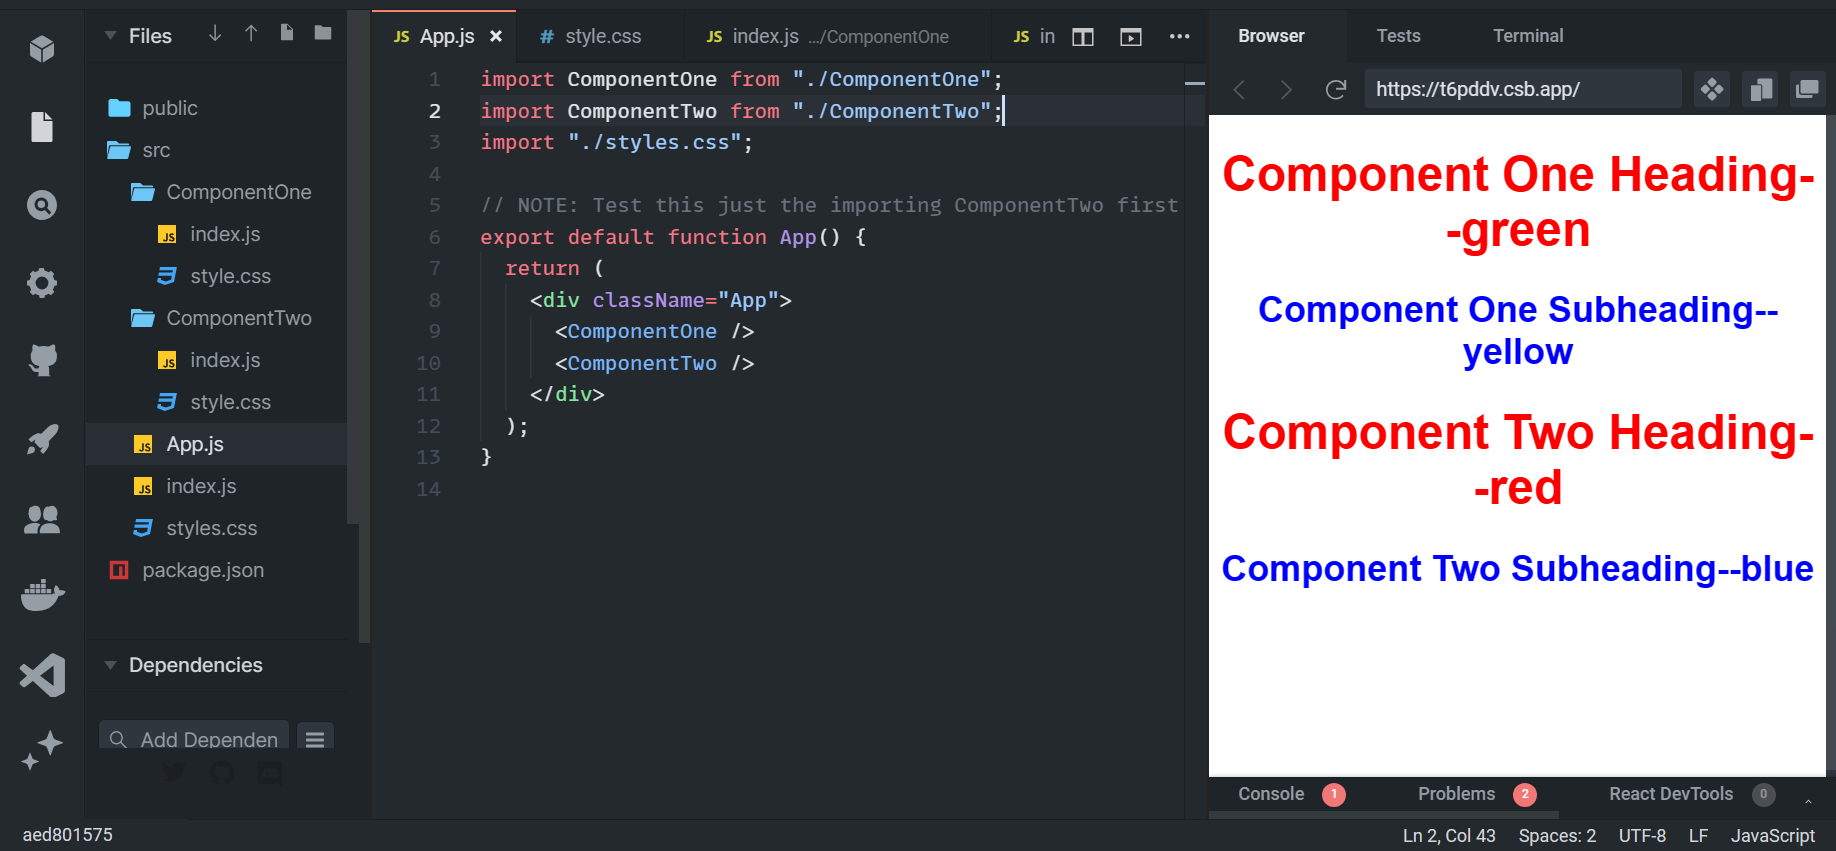 Files
public
src
ComponentOne
JS index.js
style.css
ComponentTwo
JS index.js
style.css
JS App.js
JS index.js
styles.css
package.json
Dependencies
Add Dependen
JS App.js ×
# style.css
JS index.js .../ComponentOne
JS in
1 import ComponentOne from "./ComponentOne";
2 import ComponentTwo from "./ComponentTwo";
3 import "./styles.css";
4
5 // NOTE: Test this just the importing ComponentTwo first
6 export default function App() {
7 return (
8 <div className="App">
9 <ComponentOne />
10 <ComponentTwo />
11 </div>
12 );
13 }
14
Browser Tests Terminal
https://t6pddv.csb.app/
Component One Heading-
-green
Component One Subheading--
yellow
Component Two Heading-
-red
Component Two Subheading--blue
Console 1 Problems 2 React DevTools 0
aed801575 Ln 2, Col 43 Spaces: 2 UTF-8 LF JavaScript